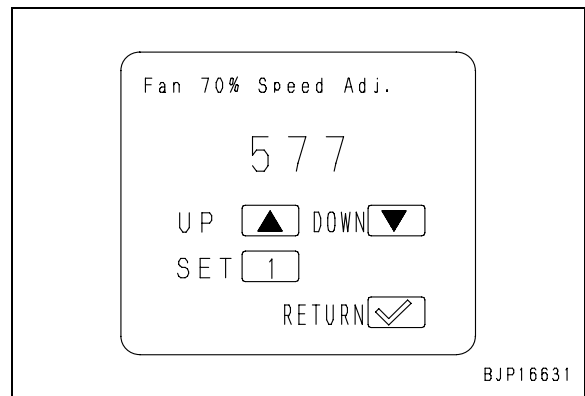 Fan 70% Speed Adj.
577
UP ▲ DOWN ▼
SET 1
RETURN
BJP16631